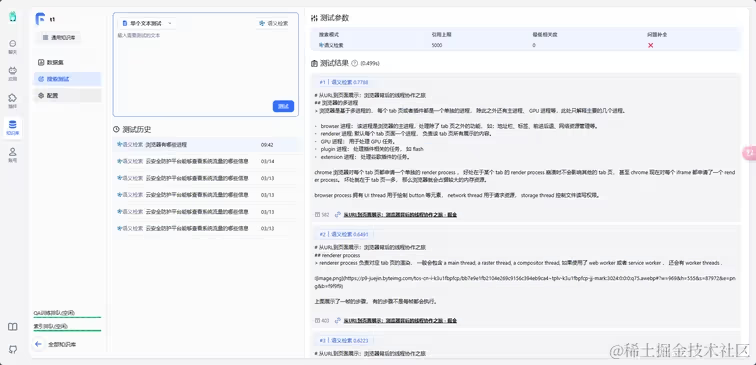 t1
通用知识库
数据集
搜索测试
配置
聊天
应用
插件
知识库
账号
QA训练排队(空闲)
索引排队(空闲)
全部知识库
单个文本测试
语义检索
输入需要测试的文本
测试
测试历史
语义检索 浏览器有哪些进程 09:42
语义检索 云安全防护平台能够查看系统流量的哪些信息 03/14
语义检索 云安全防护平台能够查看系统流量的哪些信息 03/13
语义检索 云安全防护平台能够查看系统流量的哪些信息 03/13
语义检索 云安全防护平台能够查看系统流量的哪些信息 03/13
语义检索 云安全防护平台能够查看系统流量的哪些信息 03/13
测试参数
搜索模式 引用上限 最低相关度 问题补全
语义检索 5000 0
测试结果 (0.499s)
#1 | 语义检索 0.7768
# 从URL到页面展示：浏览器背后的线程协作之旅
## 浏览器的多进程
> 浏览器是基于多进程的，每个 tab 页或者插件都是一个单独的进程，除此之外还有主进程、GPU 进程等，此处只解释主要的几个进程。
- browser 进程：该进程是浏览器的主进程，处理除了 tab 页之外的功能，如：地址栏、标签、前进后退、网络资源管理等。
- renderer 进程: 默认每个 tab 页面一个进程，负责该 tab 页所有展示的内容。
- GPU 进程： 用于处理 GPU 任务。
- plugin 进程： 处理插件相关的任务，如 flash
- extension 进程： 处理谷歌插件的任务。
chrome 浏览器对每个 tab 页都申请一个单独的 render process， 好处在于某个 tab 的 render process 崩溃时不会影响其他的 tab 页， 甚至 chrome 现在对每个 iframe 都申请了一个 rend
er process。 坏处就在于 tab 页一多， 那么浏览器就会占据较大的内存资源。
browser process 拥有 UI thread 用于绘制 button 等元素， network thread 用于请求资源， storage thread 控制文件读写权限。
582 从URL到页面展示：浏览器背后的线程协作之旅 - 掘金
#2 | 语义检索 0.6491
# 从URL到页面展示：浏览器背后的线程协作之旅
## renderer process
> renderer process 负责对应 tab 页的渲染， 一般会包含 a main thread, a raster thread, a compositor thread, 如果使用了 web worker 或者 service worker ， 还会有 worker threads 。
上图展示了一帧的步骤， 有的步骤不是每帧都会执行。
403 从URL到页面展示：浏览器背后的线程协作之旅 - 掘金
#3 | 语义检索 0.6223
# 从URL到页面展示：浏览器背后的线程协作之旅
@稀土掘金技术社区